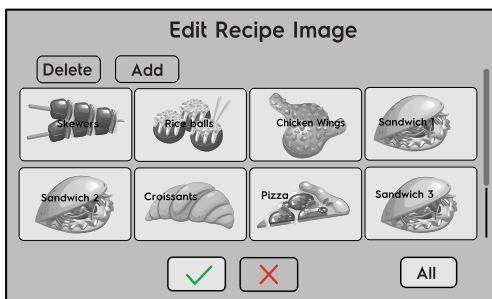 Edit Recipe Image
Delete Add
Skewers Rice balls Chicken Wings Sandwich 1
Sandwich 2 Croissants Pizza Sandwich 3
All